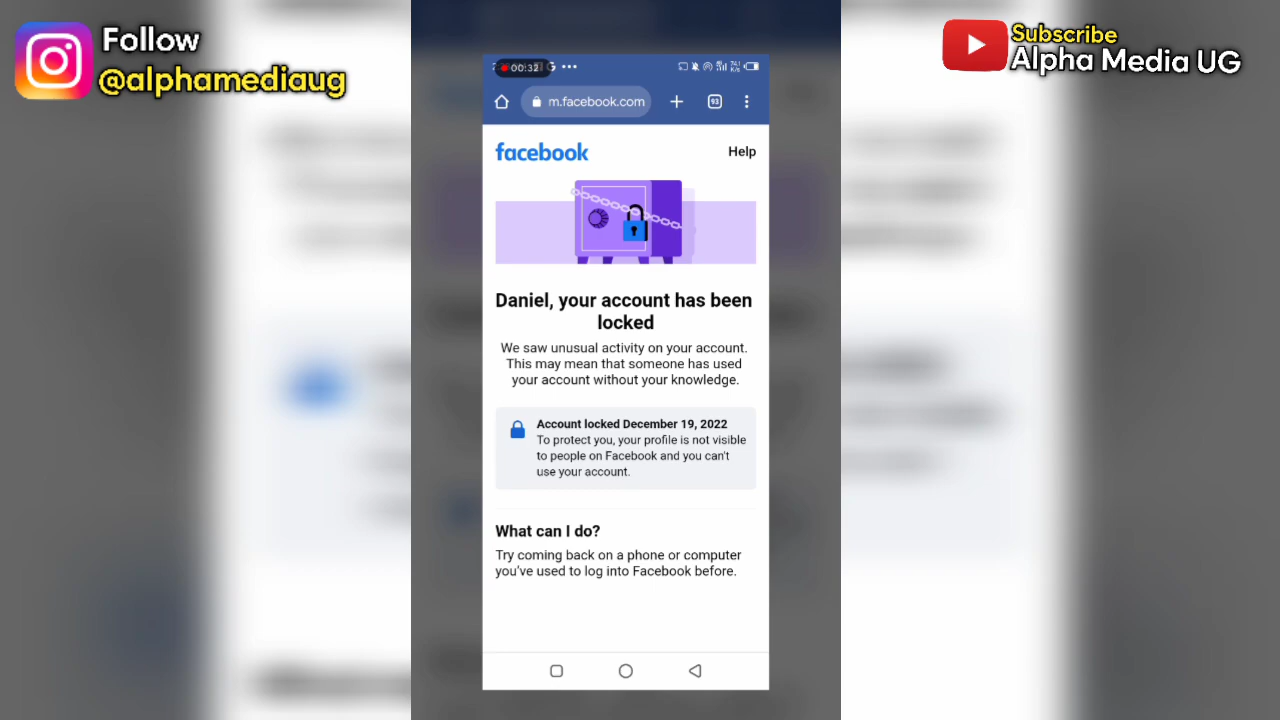 Follow
@alphamediaug
Subscribe
Alpha Media UG
00:32
m.facebook.com
93
facebook
Help
Daniel, your account has been
locked
We saw unusual activity on your account.
This may mean that someone has used
your account without your knowledge.
Account locked December 19, 2022
To protect you, your profile is not visible
to people on Facebook and you can't
use your account.
What can I do?
Try coming back on a phone or computer
you've used to log into Facebook before.